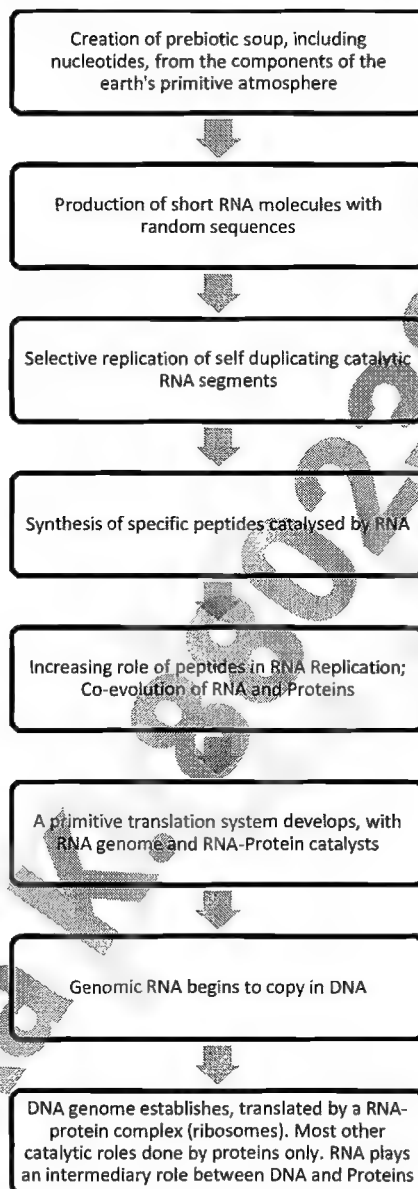 Creation of prebiotic soup, including
nucleotides, from the components of the
earth's primitive atmosphere
Production of short RNA molecules with
random sequences
Selective replication of self duplicating catalytic
RNA segments
Synthesis of specific peptides catalysed by RNA
Increasing role of peptides in RNA Replication;
Co-evolution of RNA and Proteins
A primitive translation system develops, with
RNA genome and RNA-Protein catalysts
Genomic RNA begins to copy in DNA
DNA genome establishes, translated by a RNA-
protein complex (ribosomes). Most other
catalytic roles done by proteins only. RNA plays
an intermediary role between DNA and Proteins